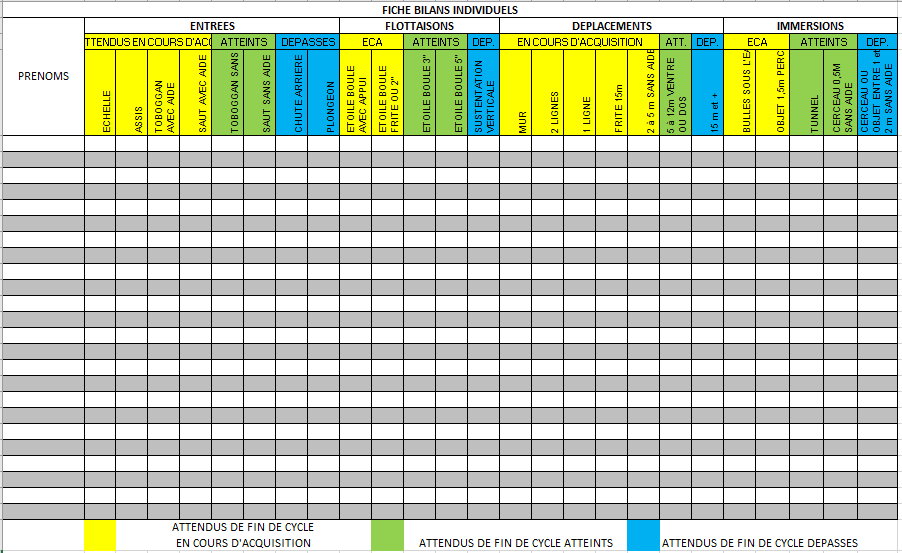 FICHE BILANS INDIVIDUELS
PRENOMS
ENTREES
FLOTTAISONS
DEPLACEMENTS
IMMERSIONS
TTENDUS EN COURS D'ACQ
ATTEINTS
DEPASSES
ECA
ATTEINTS
DEP.
EN COURS D'ACQUISITION
ATT.
DEP.
ECA
ATTEINTS
DEP.
ECHELLE
ASSIS
TOBOGGAN
AVEC AIDE
SAUT AVEC AIDE
TOBOGGAN SANS
SAUT SANS AIDE
CHUTE ARRIERE
PLONGEON
ETOILE BOULE
AVEC APPUI
ETOILE BOULE
FRITE OU 2"
ETOILE BOULE 3"
ETOILE BOULE 5"
SUSTENTATION
VERTICALE
MUR
2 LIGNES
1 LIGNE
FRITE 15m
2 à 5 m SANS AIDE
5 à 12m VENTRE
OU DOS
15 m et +
BULLES SOUS L'EA
OBJET 1,5m PERC
TUNNEL
CERCEAU 0,5M
SANS AIDE
CERCEAU OU
OBJET ENTRE 1 et
2 m SANS AIDE
ATTENDUS DE FIN DE CYCLE
EN COURS D'ACQUISITION
ATTENDUS DE FIN DE CYCLE ATTEINTS
ATTENDUS DE FIN DE CYCLE DEPASSES